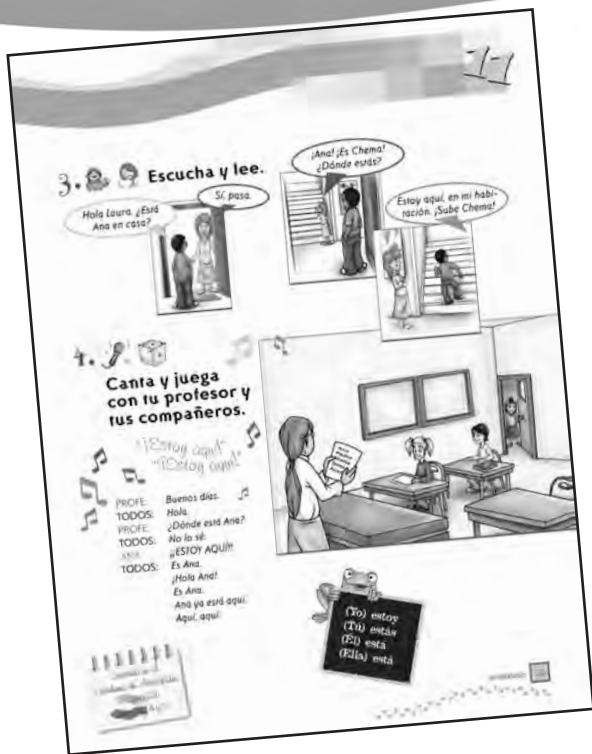 11
3. Escucha y lee.
Hola Laura. ¿Está
Ana en casa?
Sí, pasa.
¡Ana! ¡Es Chema!
¿Dónde estás?
Estoy aquí, en mi habi-
tación. ¡Sube Chema!
4.
Canta y juega
con tu profesor y
tus compañeros.
"¡Estoy aquí!"
"¡Estoy aquí!"
PROFE: Buenos días.
TODOS: Hola.
PROFE: ¿Dónde está Ana?
TODOS: No lo sé.
ANA: ¡¡ESTOY AQUÍ!!
TODOS: Es Ana.
¡Hola Ana!
Es Ana.
Ana ya está aquí.
Aquí, aquí.
(Yo) estoy
(Tú) estás
(Él) está
(Ella) está